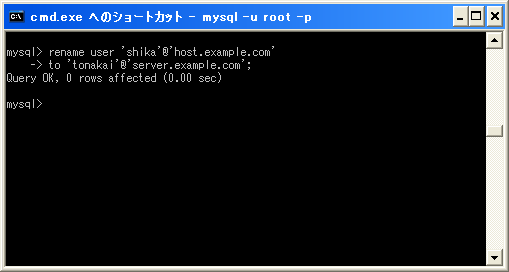 cmd.exe へのショートカット - mysql -u root -p
mysql> rename user 'shika'@'host.example.com'
    -> to 'tonakai'@'server.example.com';
Query OK, 0 rows affected (0.00 sec)
mysql>